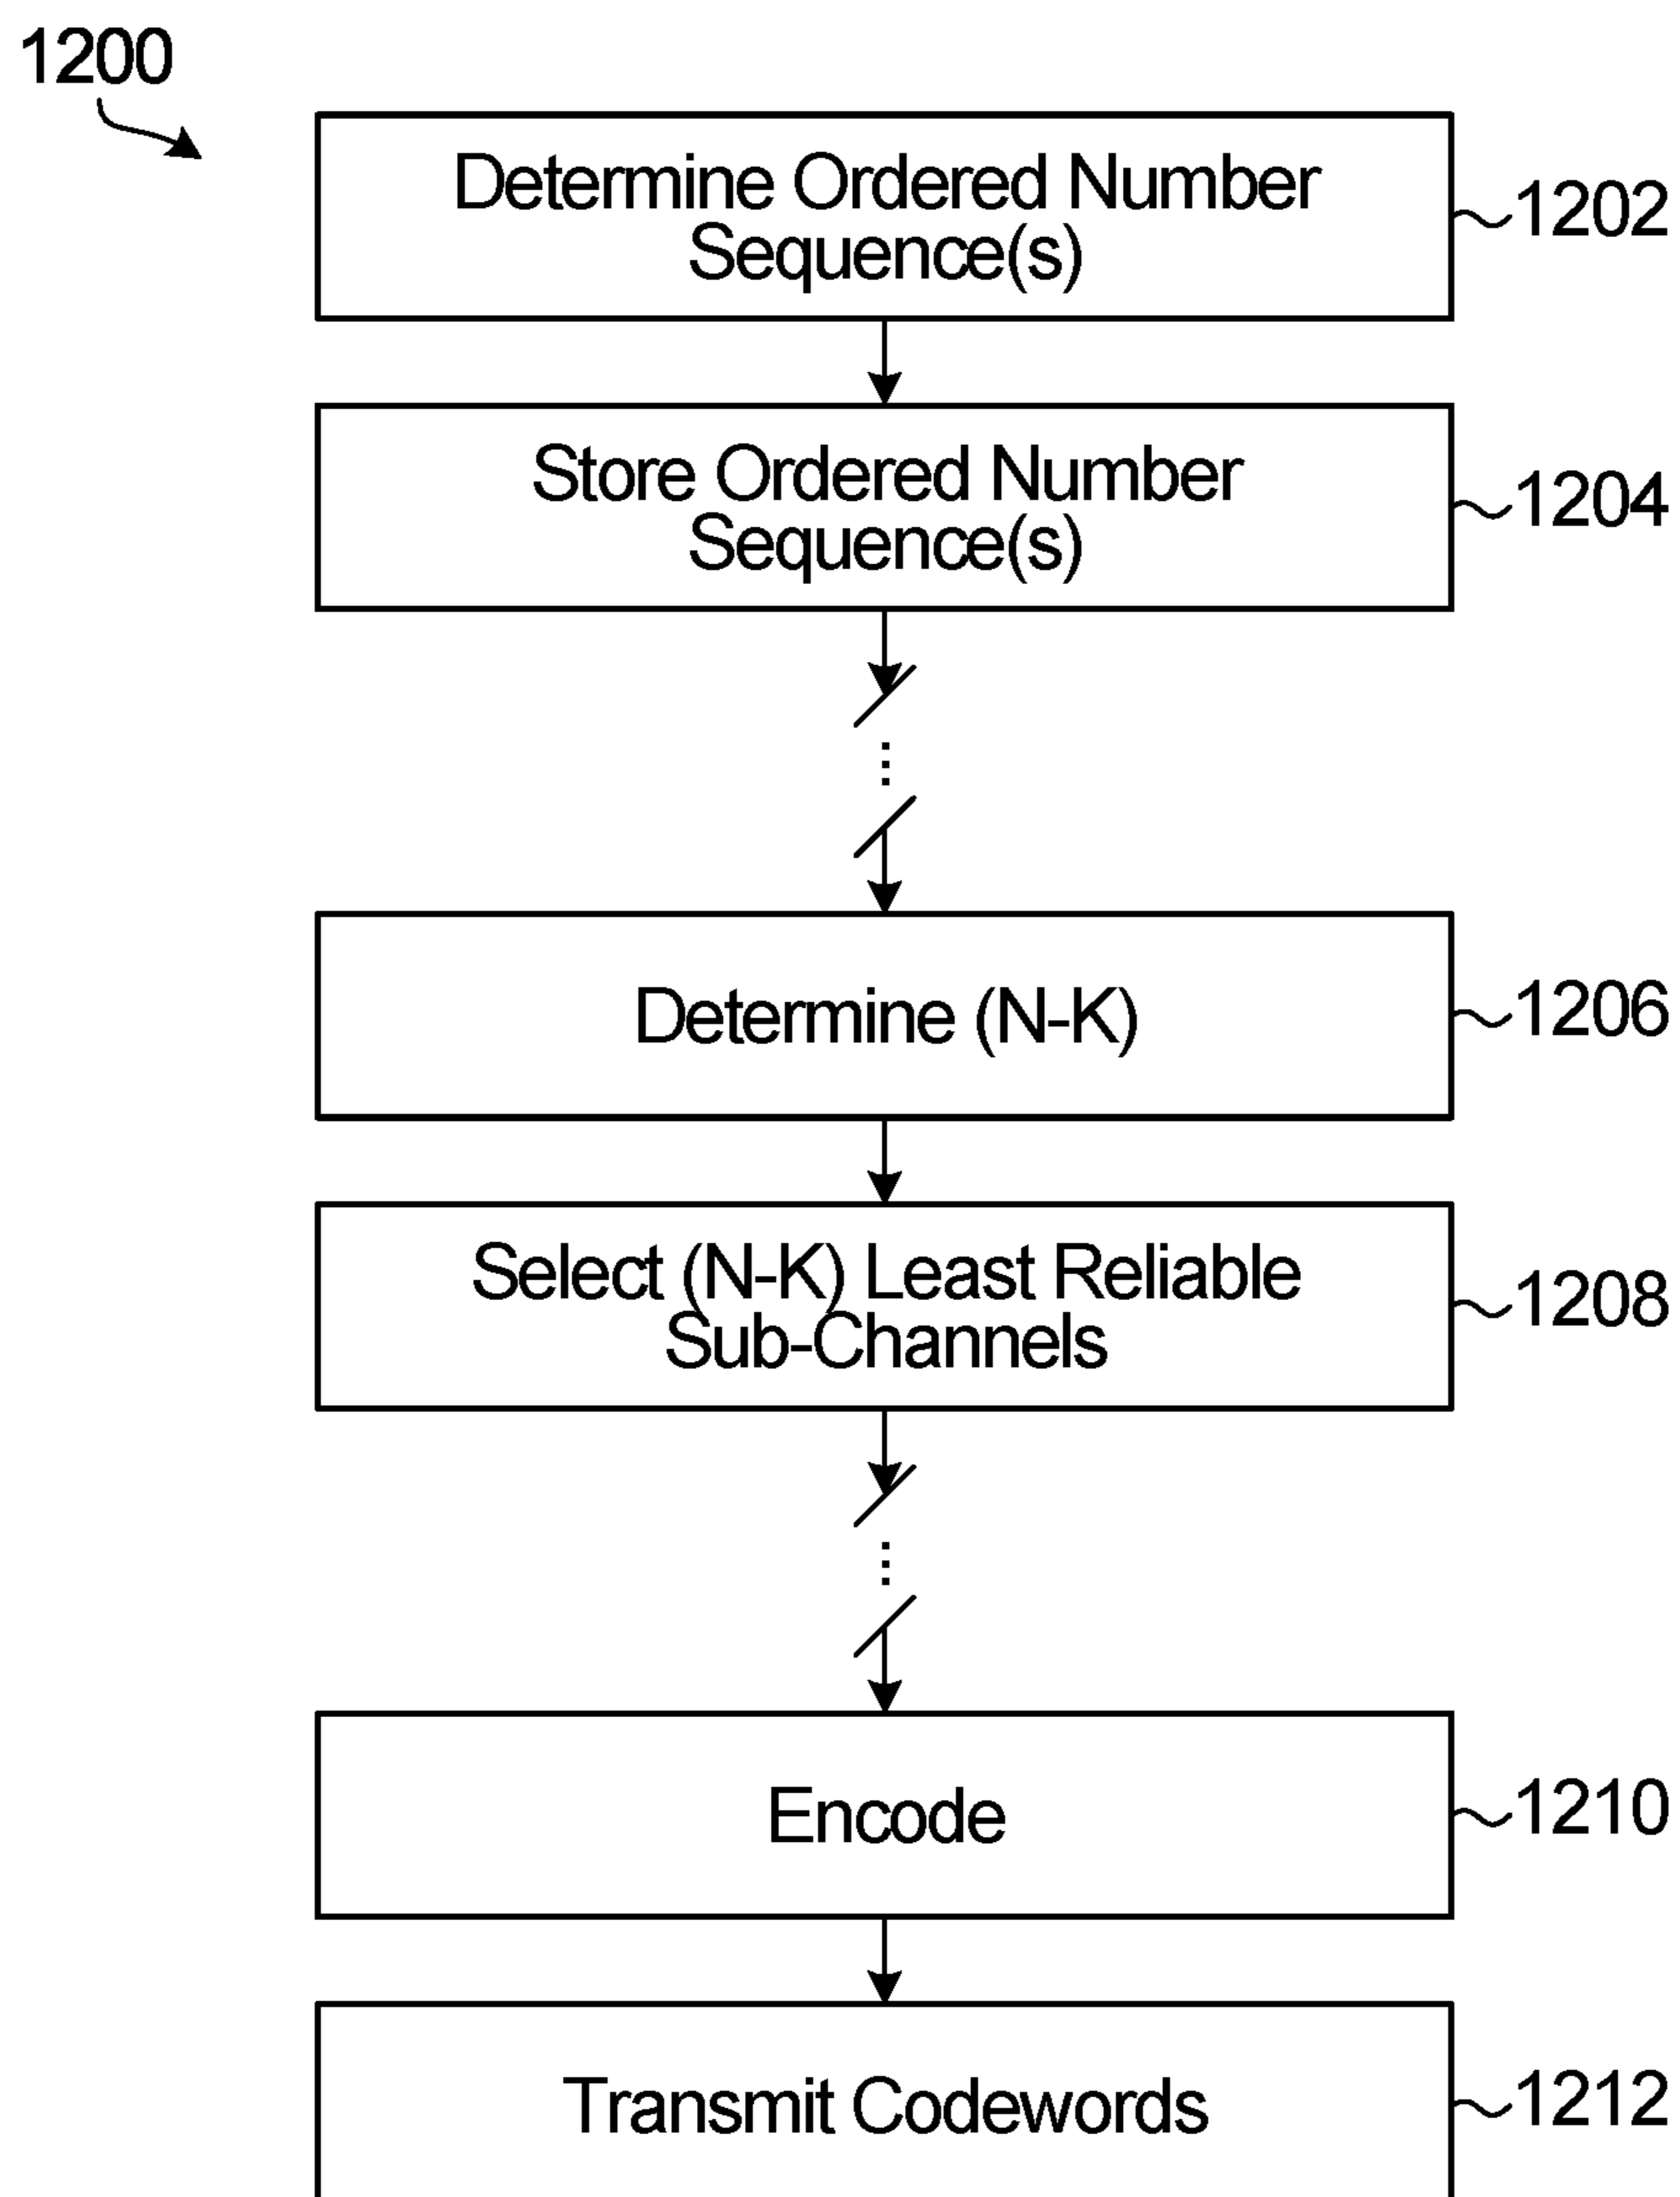 1200
Determine Ordered Number
Sequence(s)
1202
Store Ordered Number
Sequence(s)
1204
Determine (N-K)
1206
Select (N-K) Least Reliable
Sub-Channels
1208
Encode
1210
Transmit Codewords
1212